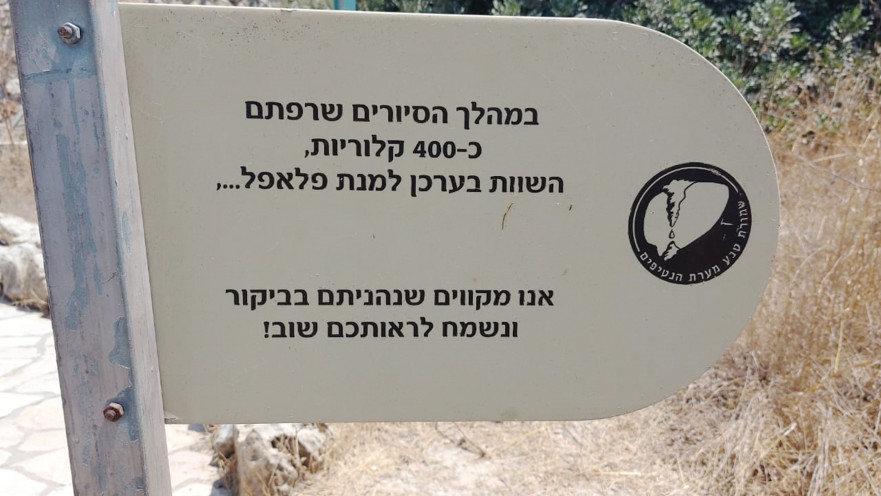 במהלך הסיורים שרפתם
כ-400 קלוריות,
השוות בערכן למנת פלאפל...,
אנו מקווים שנהניתם בביקור
ונשמח לראותכם שוב!
שמורת טבע מערת הנטיפים